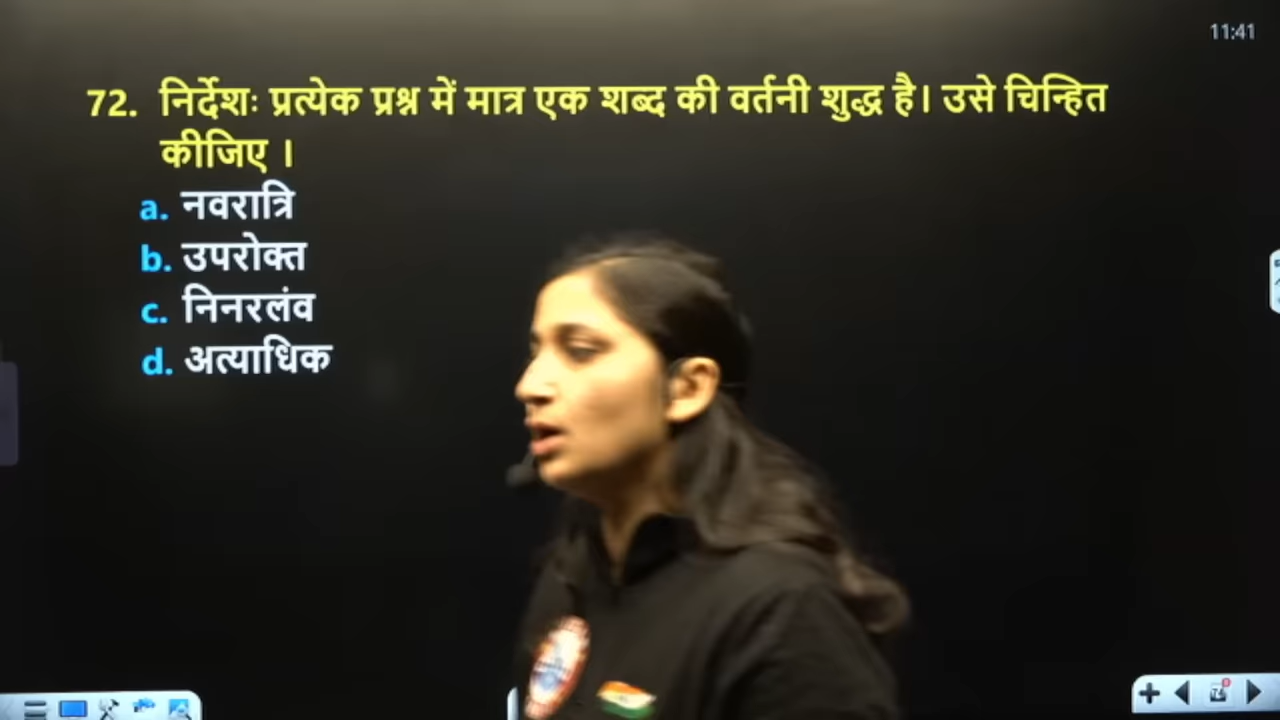 11:41
72. निर्देशः प्रत्येक प्रश्न में मात्र एक शब्द की वर्तनी शुद्ध है। उसे चिन्हित
कीजिए ।
a. नवरात्रि
b. उपरोक्त
c. निनरलंव
d. अत्याधिक